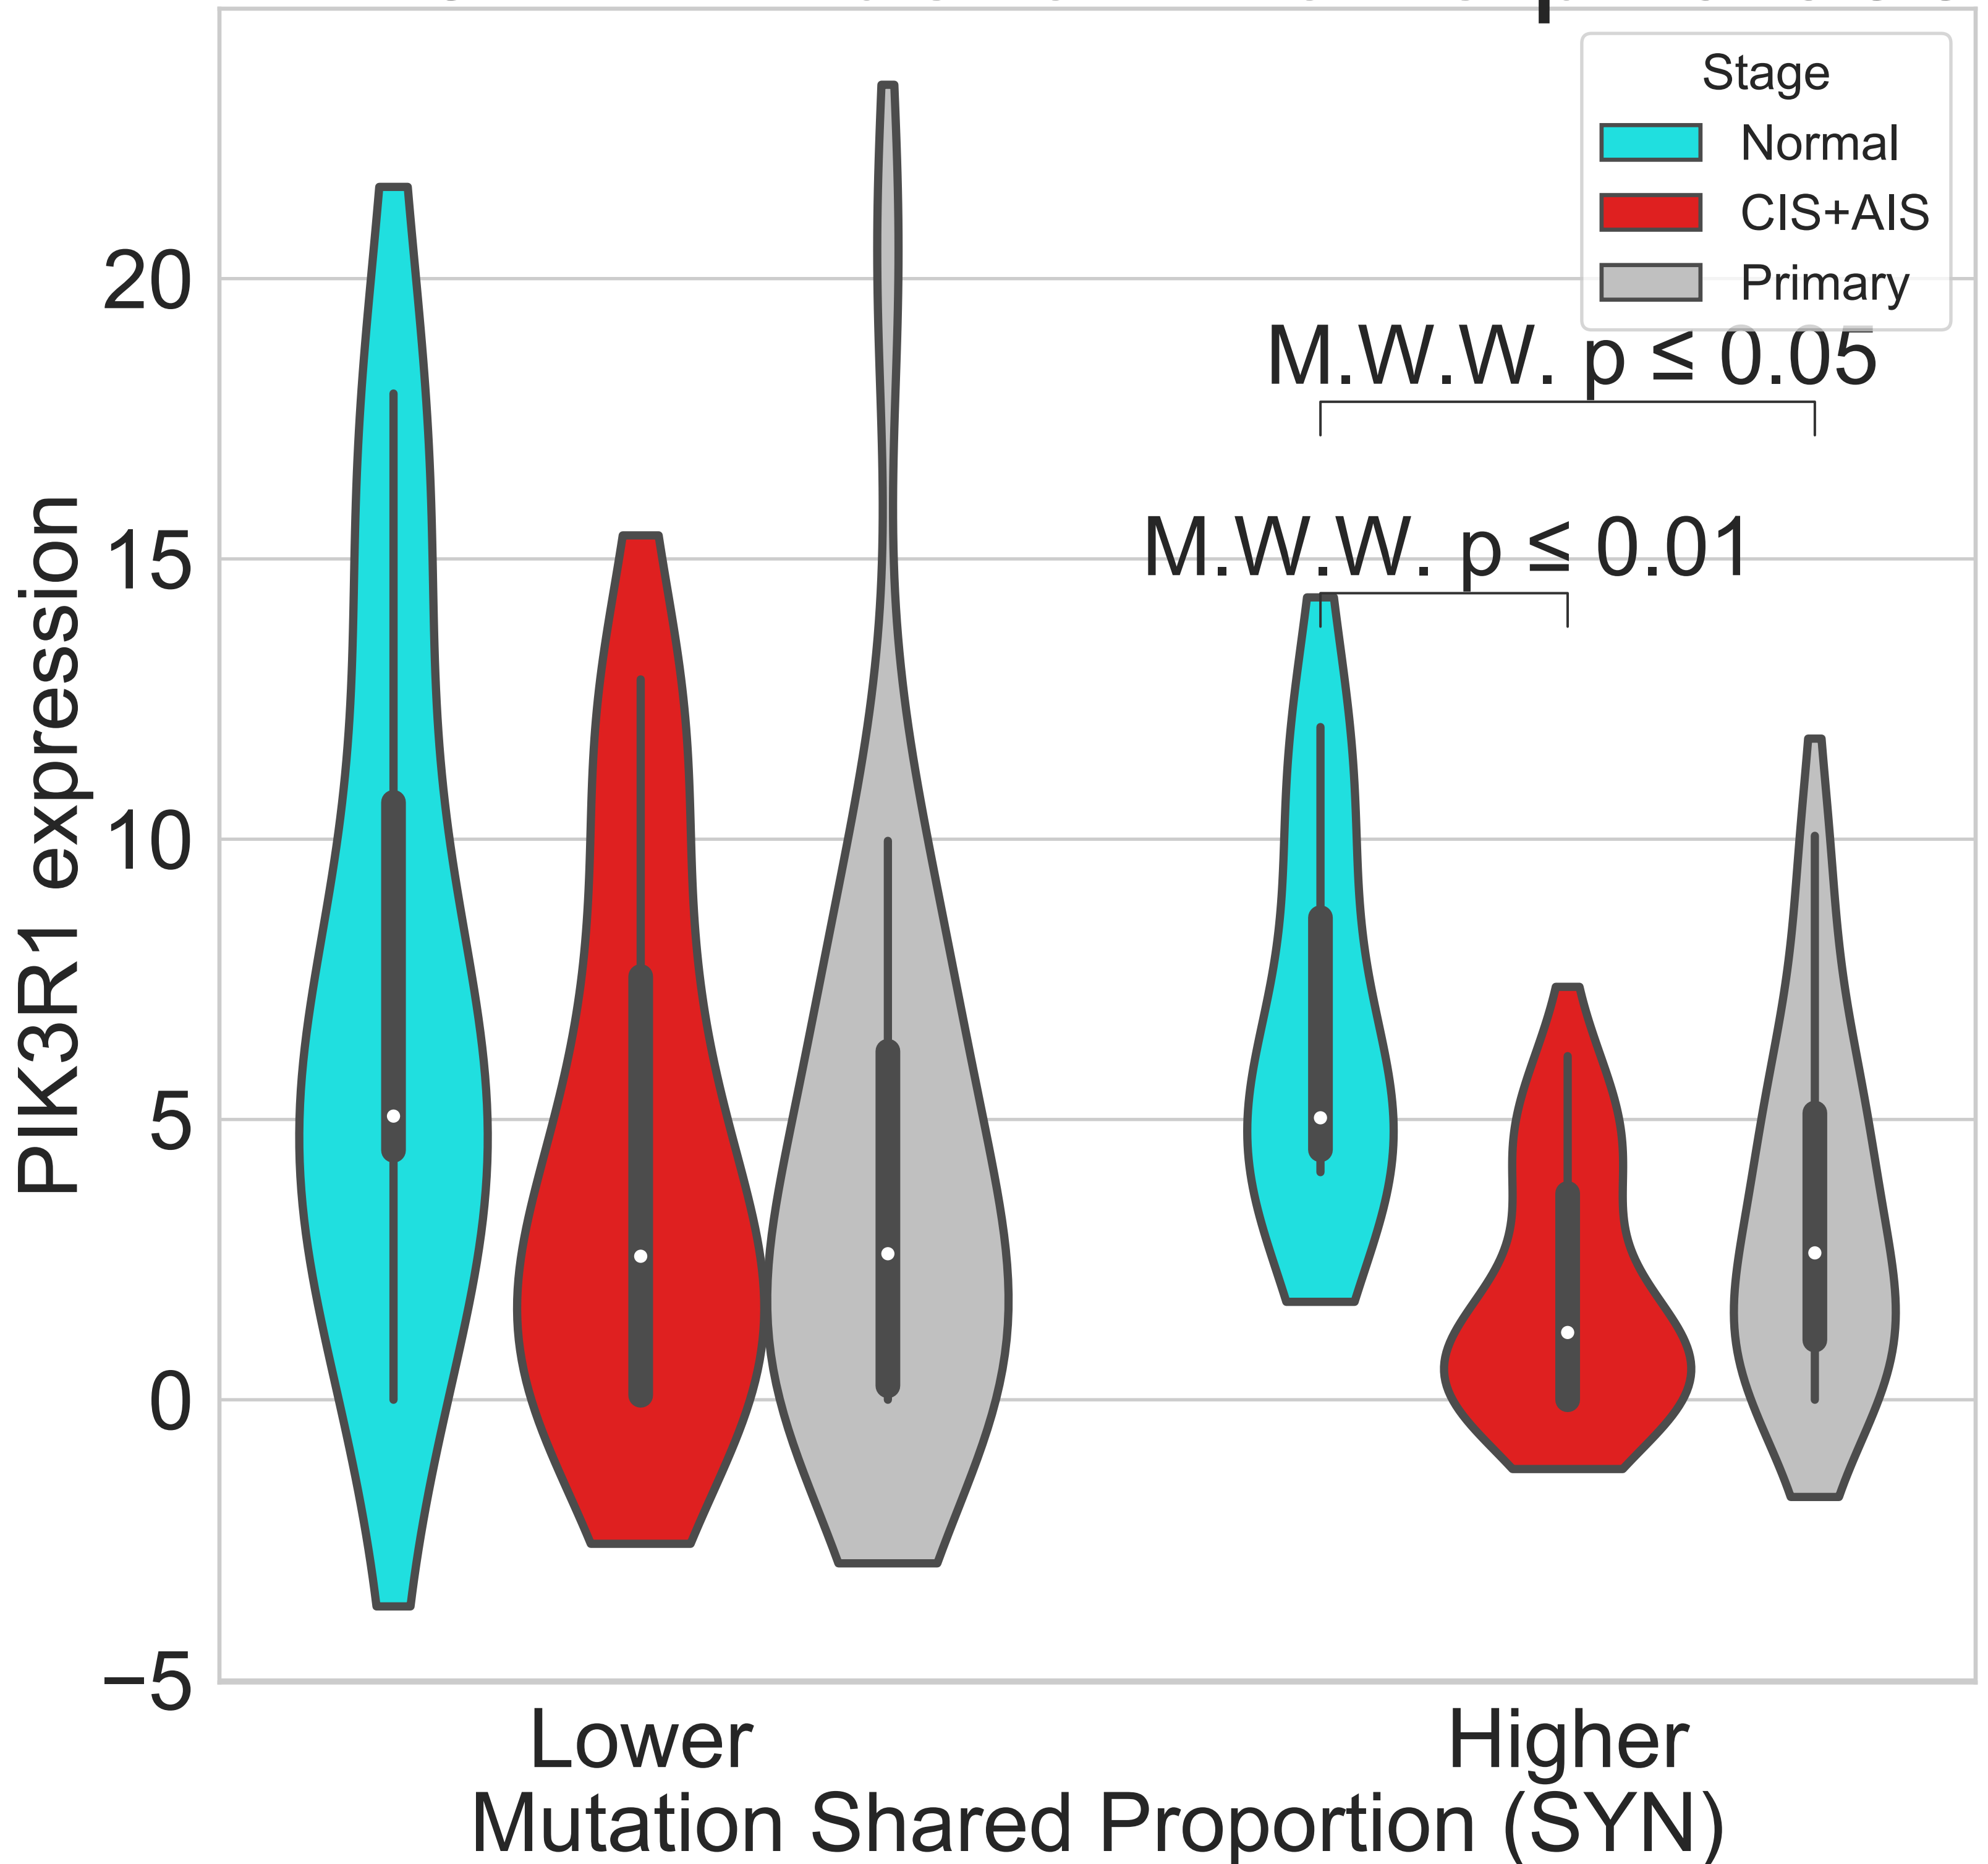 Stage
Normal
CIS+AIS
Primary
M.W.W. p ≤ 0.05
M.W.W. p ≤ 0.01
PIK3R1 expression
20
15
10
5
0
−5
Lower
Higher
Mutation Shared Proportion (SYN)